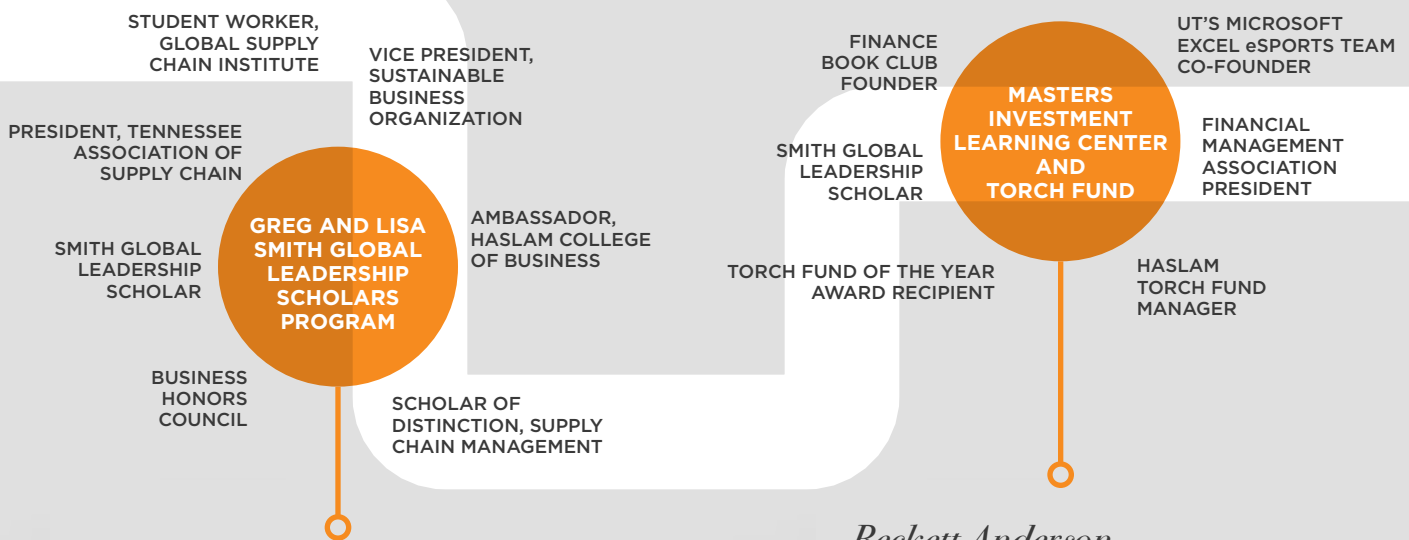 STUDENT WORKER,
GLOBAL SUPPLY
CHAIN INSTITUTE
VICE PRESIDENT,
SUSTAINABLE
BUSINESS
ORGANIZATION
PRESIDENT, TENNESSEE
ASSOCIATION OF
SUPPLY CHAIN
GREG AND LISA
SMITH GLOBAL
LEADERSHIP
SCHOLARS
PROGRAM
AMBASSADOR,
HASLAM COLLEGE
OF BUSINESS
SMITH GLOBAL
LEADERSHIP
SCHOLAR
BUSINESS
HONORS
COUNCIL
SCHOLAR OF
DISTINCTION, SUPPLY
CHAIN MANAGEMENT
FINANCE
BOOK CLUB
FOUNDER
UT'S MICROSOFT
EXCEL eSPORTS TEAM
CO-FOUNDER
MASTERS
INVESTMENT
LEARNING CENTER
AND
TORCH FUND
SMITH GLOBAL
LEADERSHIP
SCHOLAR
FINANCIAL
MANAGEMENT
ASSOCIATION
PRESIDENT
TORCH FUND OF THE YEAR
AWARD RECIPIENT
HASLAM
TORCH FUND
MANAGER
Beckett Anderson